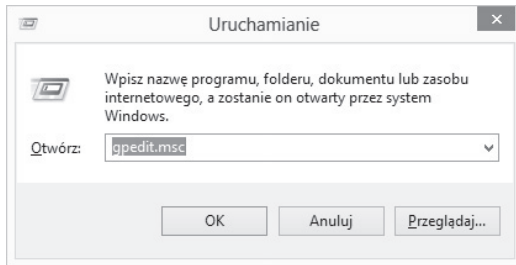 Uruchamianie
Wpisz nazwę programu, folderu, dokumentu lub zasobu
internetowego, a zostanie on otwarty przez system
Windows.
Otwórz: gpedit.msc
OK Anuluj Przeglądaj...